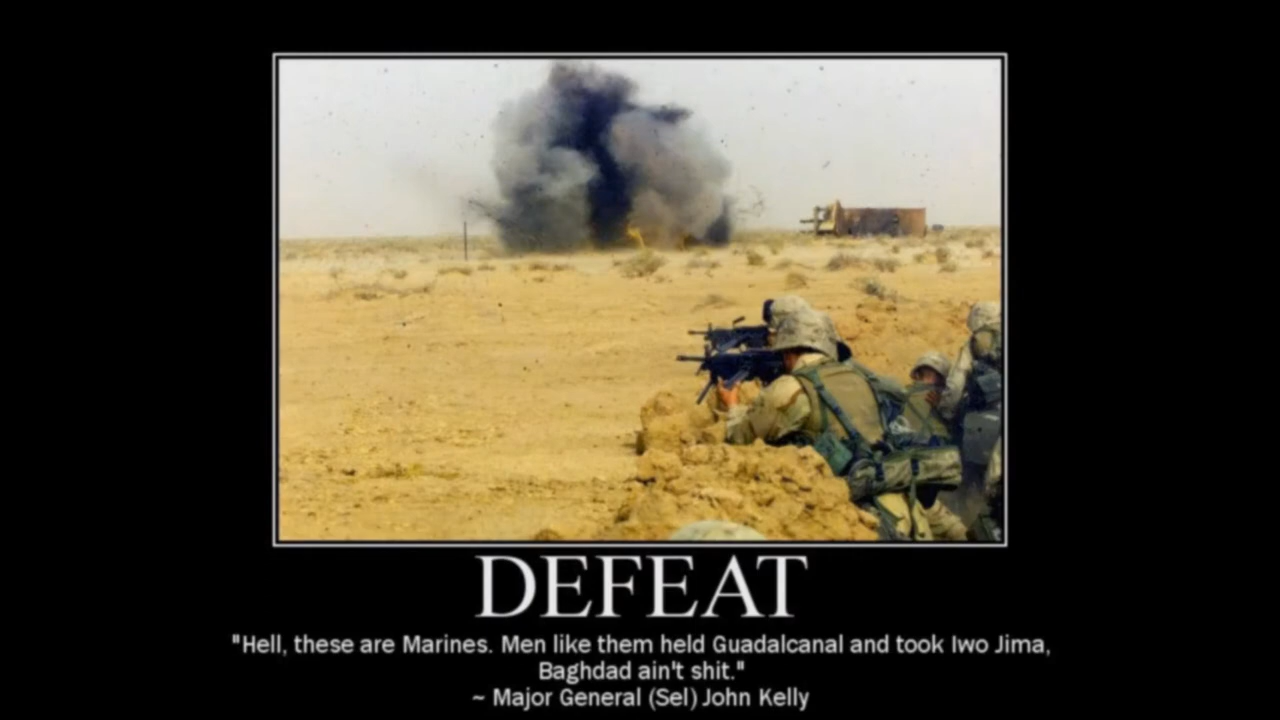 DEFEAT
"Hell, these are Marines. Men like them held Guadalcanal and took Iwo Jima,
Baghdad ain't shit."
~ Major General (Sel) John Kelly